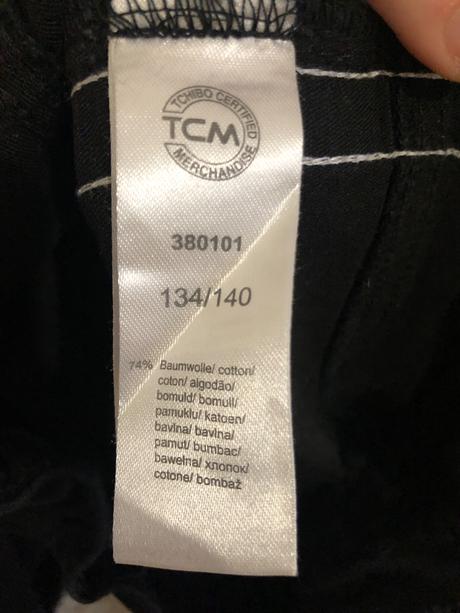 TCHIBO CERTIFIED
TCM
MERCHANDISE
380101
134/140
74% Baumwolle/ cotton/
coton/ algodão/
bomuld/ bomull/
pamuklu/ katoen/
bavlna/ bavlna/
pamut/ bumbac/
bawełna/ хлопок/
cotone/ bombaž